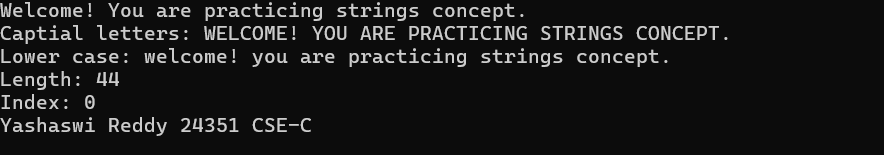 Welcome! You are practicing strings concept.
Captial letters: WELCOME! YOU ARE PRACTICING STRINGS CONCEPT.
Lower case: welcome! you are practicing strings concept.
Length: 44
Index: 0
Yashaswi Reddy 24351 CSE-C